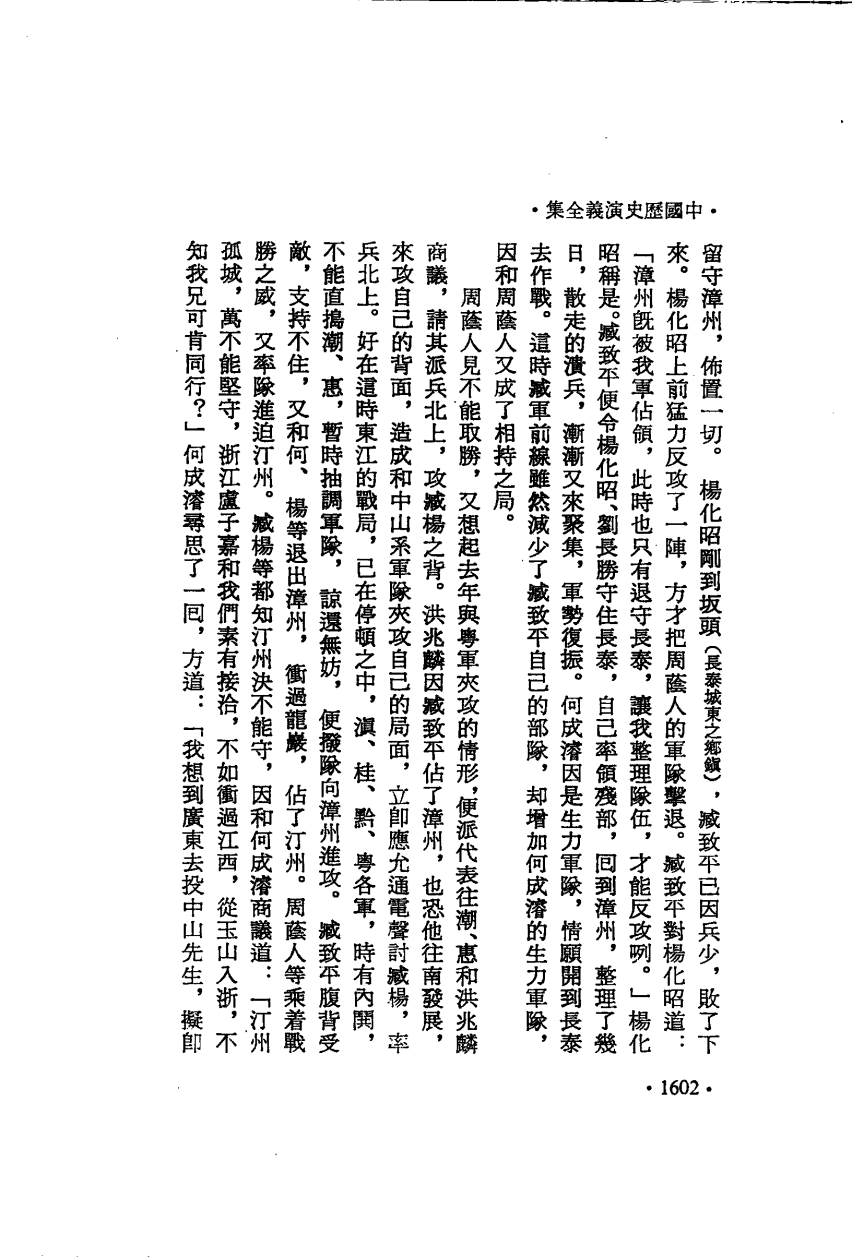 ・中國歷史演義全集・
留守漳州，佈置一切。楊化昭剛到坂頭（長泰城東之鄉鎮），臧致平已因兵少，敗了下
來。楊化昭上前猛力反攻了一陣，方才把周蔭人的軍隊擊退。臧致平對楊化昭道：
「漳州旣被我軍佔領，此時也只有退守長泰，讓我整理隊伍，才能反攻咧。」楊化
昭稱是。臧致平便令楊化昭、劉長勝守住長泰，自己率領殘部，回到漳州，整理了幾
日，散走的潰兵，漸漸又來聚集，軍勢復振。何成濬因是生力軍隊，情願開到長泰
去作戰。這時臧軍前線雖然減少了臧致平自己的部隊，却增加何成濬的生力軍隊，
因和周蔭人又成了相持之局。
周蔭人見不能取勝，又想起去年與粵軍夾攻的情形，便派代表往潮、惠和洪兆麟
商議，請其派兵北上，攻臧楊之背。洪兆麟因臧致平佔了漳州，也恐他往南發展，
來攻自己的背面，造成和中山系軍隊夾攻自己的局面，立卽應允通電聲討臧楊，率
兵北上。好在這時東江的戰局，已在停頓之中，滇、桂、黔、粵各軍，時有內鬨，
不能直搗潮、惠，暫時抽調軍隊，諒還無妨，便撥隊向漳州進攻。臧致平腹背受
敵，支持不住，又和何、楊等退出漳州，衝過龍巖，佔了汀州。周蔭人等乘着戰
勝之威，又率隊進迫汀州。臧楊等都知汀州決不能守，因和何成濬商議道：「汀州
孤城，萬不能堅守，浙江盧子嘉和我們素有接洽，不如衝過江西，從玉山入浙，不
知我兄可肯同行？」何成濬尋思了一回，方道：「我想到廣東去投中山先生，擬卽
・1602・